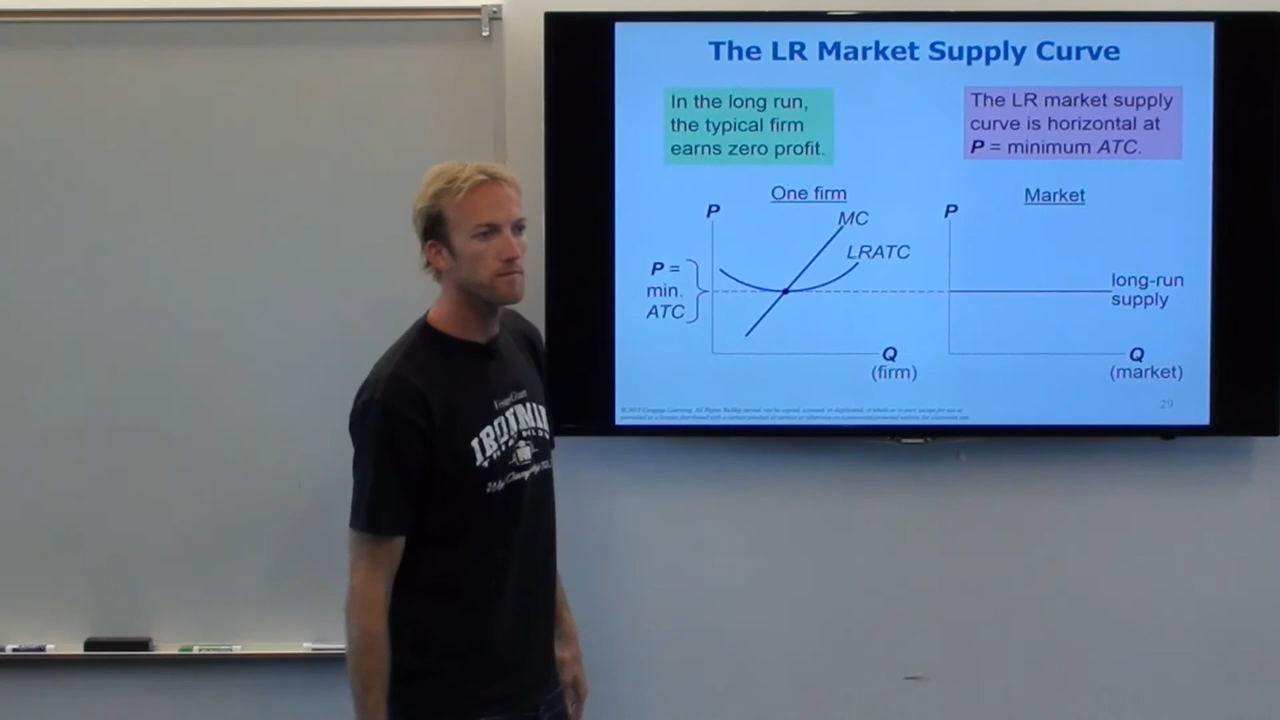 The LR Market Supply Curve
In the long run,
the typical firm
earns zero profit.
The LR market supply
curve is horizontal at
P = minimum ATC.
One firm
Market
P
MC
P
LRATC
P =
min.
ATC
long-run
supply
Q
(firm)
Q
(market)
29
IRONMAN